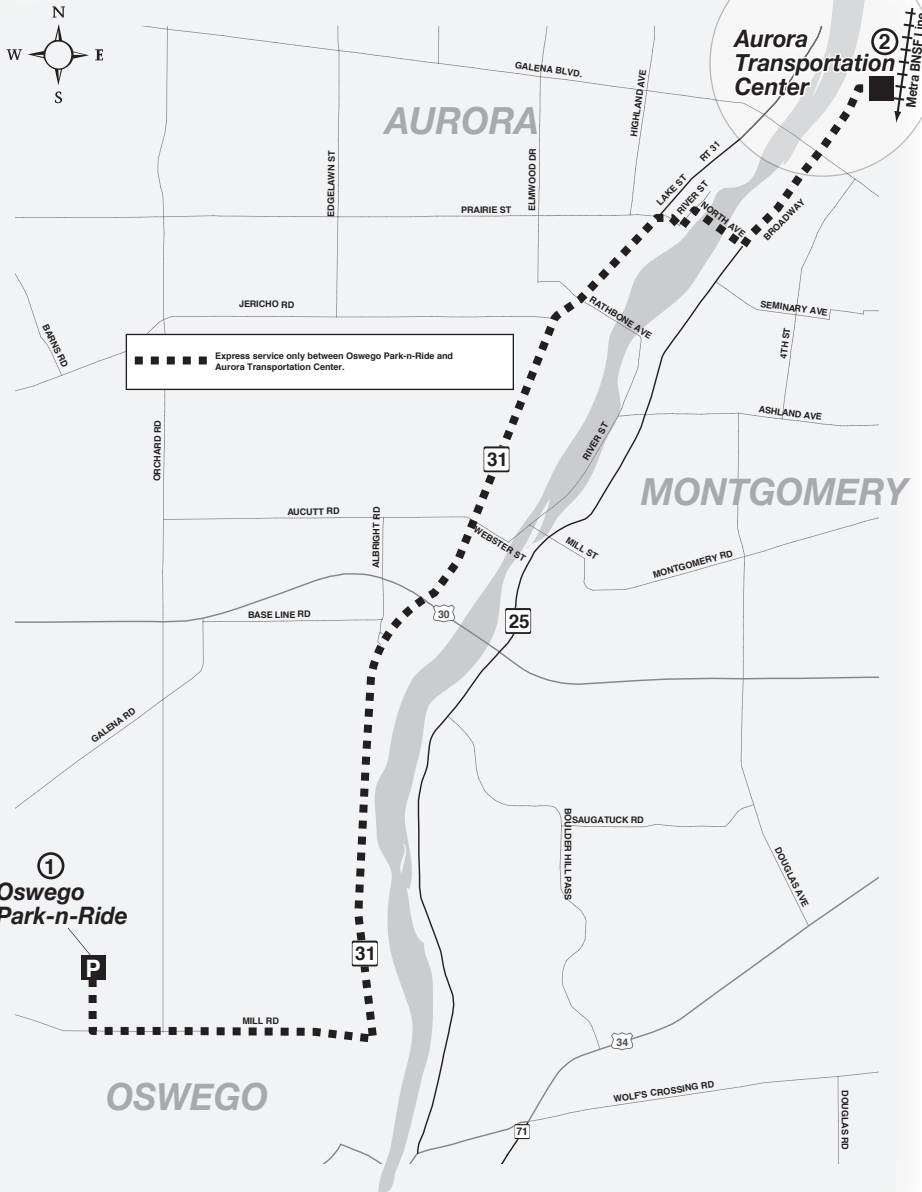 N
W
E
S
Aurora
Transportation
Center
2
Metra BNSF Line
GALENA BLVD.
HIGHLAND AVE
AURORA
RT 31
EDGELAWN ST
ELMWOOD DR
LAKE ST
RIVER ST
PRAIRIE ST
NORTH AVE
BROADWAY
JERICHO RD
RATHBONE AVE
SEMINARY AVE
BARNS RD
4TH ST
Express service only between Oswego Park-n-Ride and
Aurora Transportation Center.
ASHLAND AVE
ORCHARD RD
RIVER ST
31
MONTGOMERY
AUCUTT RD
ALBRIGHT RD
WEBSTER ST
MILL ST
MONTGOMERY RD
BASE LINE RD
30
25
GALENA RD
SAUGATUCK RD
BOULDER HILL PASS
DOUGLAS AVE
1
Oswego
Park-n-Ride
P
31
MILL RD
34
OSWEGO
WOLF'S CROSSING RD
71
DOUGLAS RD